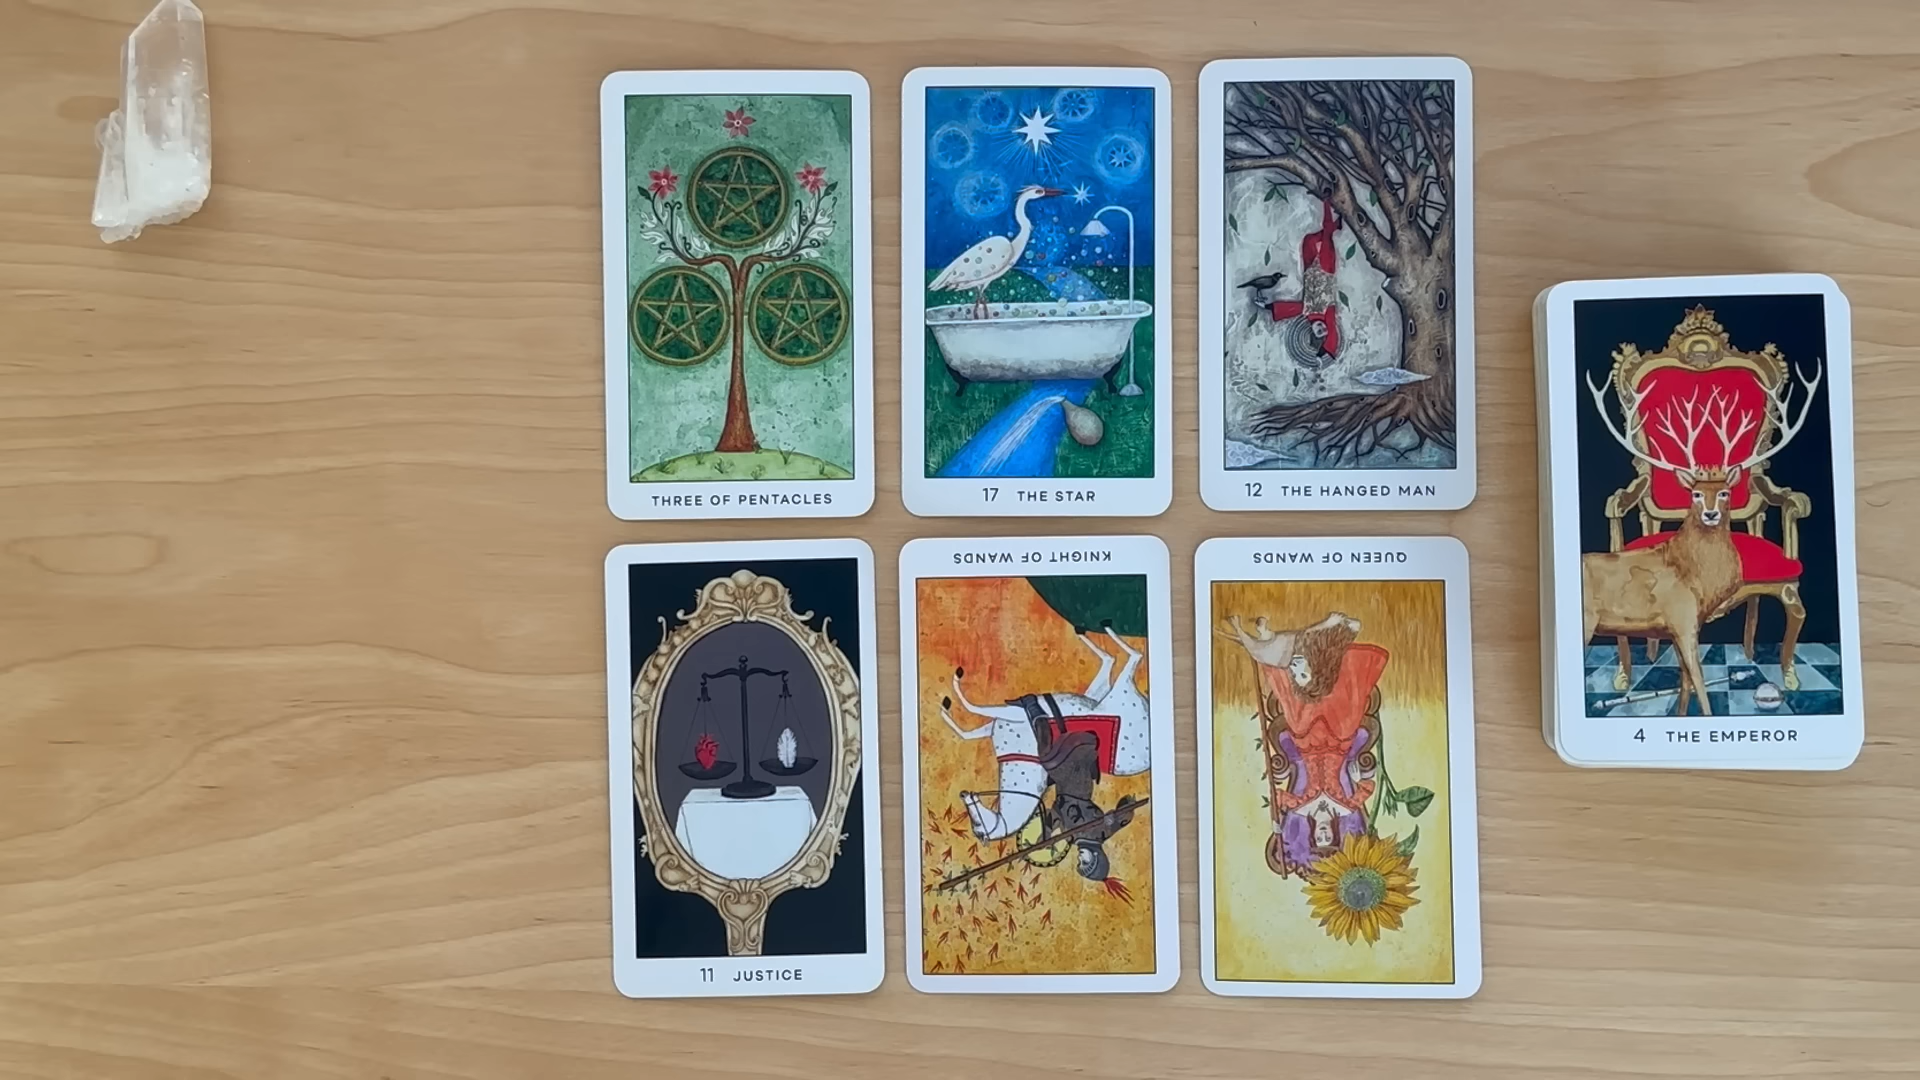 THREE OF PENTACLES
17 THE STAR
12 THE HANGED MAN
4 THE EMPEROR
11 JUSTICE
KNIGHT OF WANDS
QUEEN OF WANDS